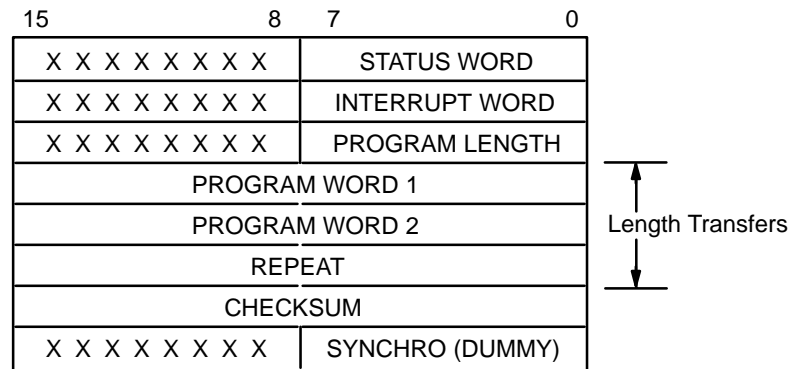 15 8 7 0
X X X X X X X X STATUS WORD
X X X X X X X X INTERRUPT WORD
X X X X X X X X PROGRAM LENGTH
PROGRAM WORD 1
PROGRAM WORD 2
Length Transfers
REPEAT
CHECKSUM
X X X X X X X X SYNCHRO (DUMMY)